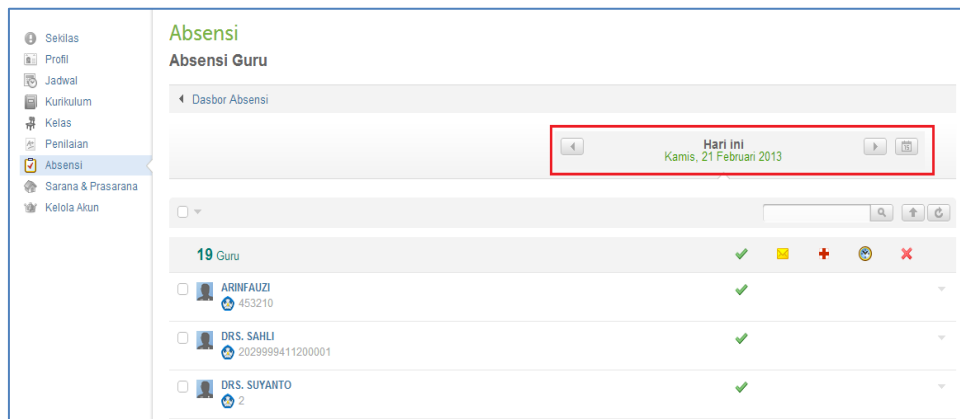 Sekilas
Profil
Jadwal
Kurikulum
Kelas
Penilaian
Absensi
Sarana & Prasarana
Kelola Akun
Absensi
Absensi Guru
Dasbor Absensi
Hari ini
Kamis, 21 Februari 2013
19 Guru
ARINFAUZI
453210
DRS. SAHLI
2029999411200001
DRS. SUYANTO
2